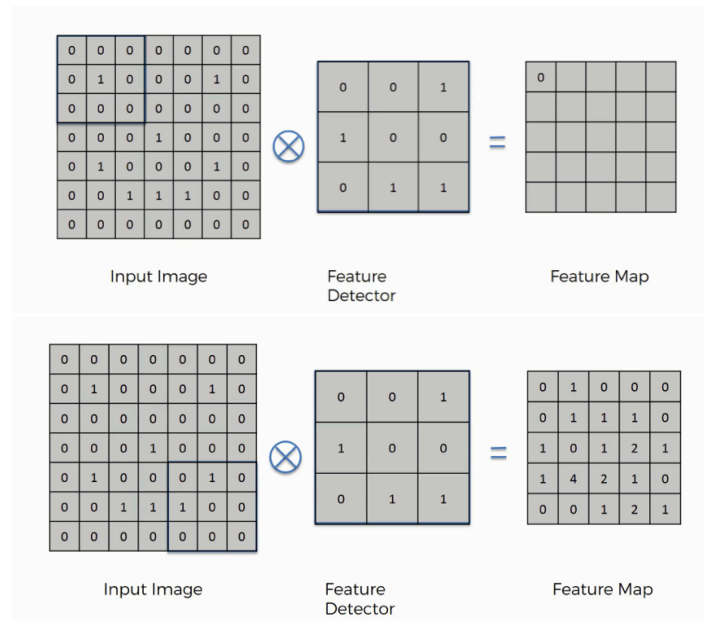 0 0 0 0 0 0 0
0 1 0 0 0 1 0
0 0 0 0 0 0 0
0 0 0 1 0 0 0
0 1 0 0 0 1 0
0 0 1 1 1 0 0
0 0 0 0 0 0 0
0 0 1
1 0 0
0 1 1
=
0
Input Image
Feature
Detector
Feature Map
0 0 0 0 0 0 0
0 1 0 0 0 1 0
0 0 0 0 0 0 0
0 0 0 1 0 0 0
0 1 0 0 0 1 0
0 0 1 1 1 0 0
0 0 0 0 0 0 0
0 0 1
1 0 0
0 1 1
=
0 1 0 0 0
0 1 1 1 0
1 0 1 2 1
1 4 2 1 0
0 0 1 2 1
Input Image
Feature
Detector
Feature Map